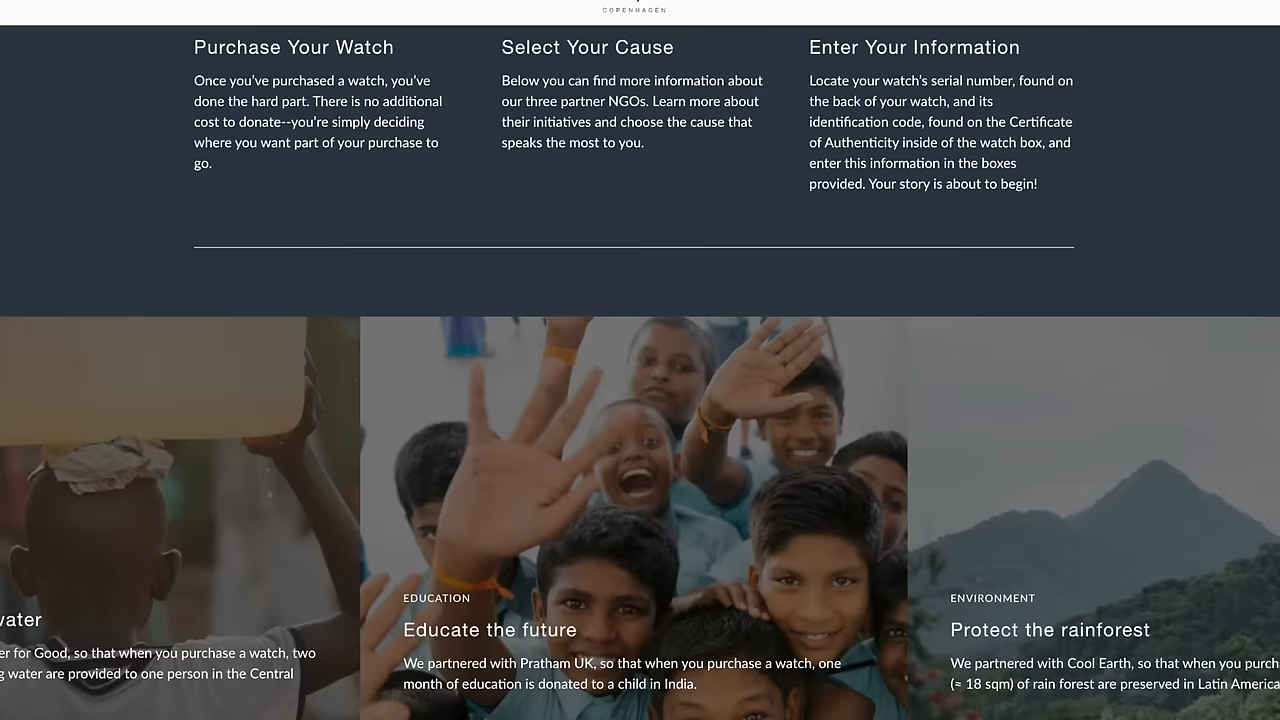 COPENHAGEN
Purchase Your Watch
Once you've purchased a watch, you've
done the hard part. There is no additional
cost to donate--you're simply deciding
where you want part of your purchase to
go.
Select Your Cause
Below you can find more information about
our three partner NGOs. Learn more about
their initiatives and choose the cause that
speaks the most to you.
Enter Your Information
Locate your watch's serial number, found on
the back of your watch, and its
identification code, found on the Certificate
of Authenticity inside of the watch box, and
enter this information in the boxes
provided. Your story is about to begin!
water
er for Good, so that when you purchase a watch, two
g water are provided to one person in the Central
EDUCATION
Educate the future
We partnered with Pratham UK, so that when you purchase a watch, one
month of education is donated to a child in India.
ENVIRONMENT
Protect the rainforest
We partnered with Cool Earth, so that when you purch
(≈ 18 sqm) of rain forest are preserved in Latin America